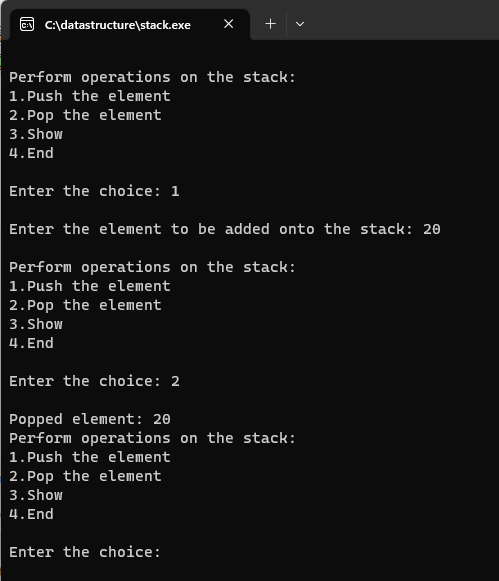 C:\datastructure\stack.exe
Perform operations on the stack:
1.Push the element
2.Pop the element
3.Show
4.End
Enter the choice: 1
Enter the element to be added onto the stack: 20
Perform operations on the stack:
1.Push the element
2.Pop the element
3.Show
4.End
Enter the choice: 2
Popped element: 20
Perform operations on the stack:
1.Push the element
2.Pop the element
3.Show
4.End
Enter the choice: